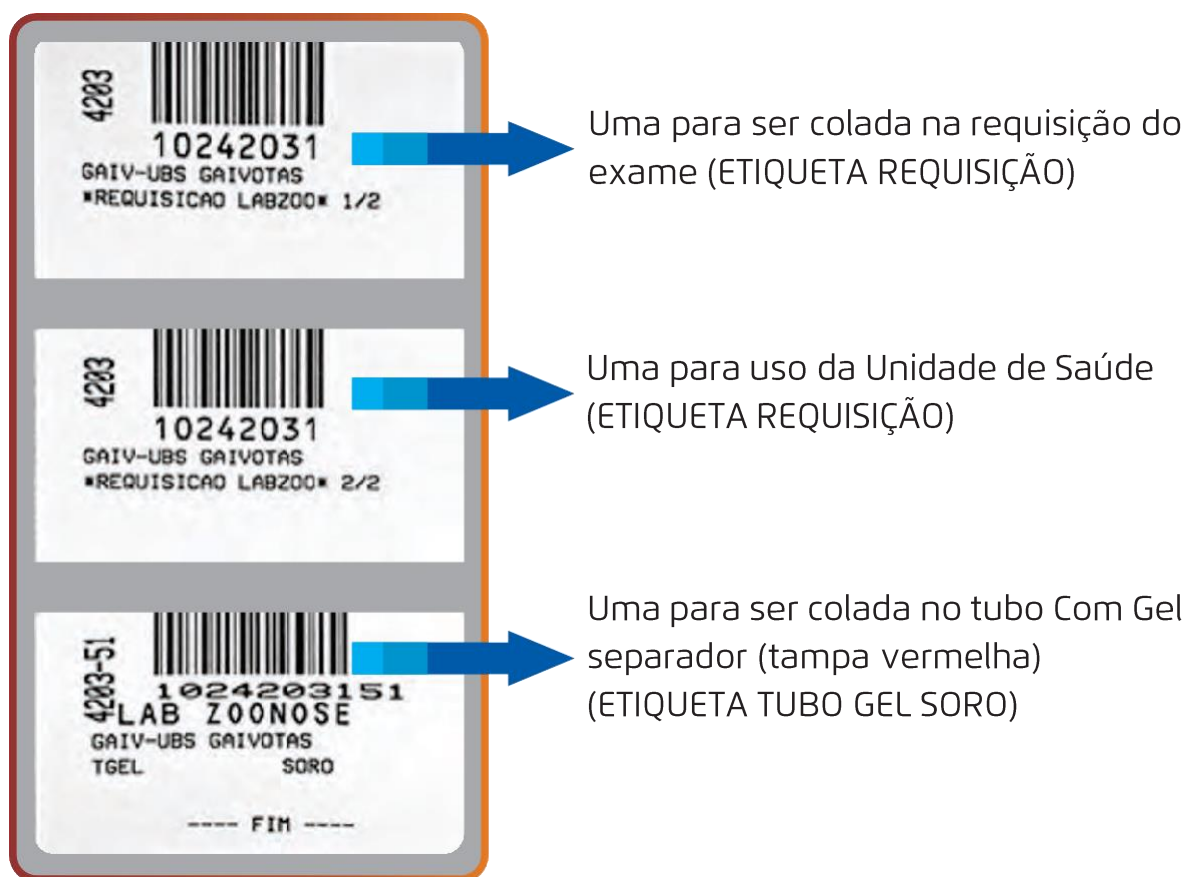 4203
10242031
GAIV-UBS GAIVOTAS
*REQUISICAO LABZOO* 1/2
Uma para ser colada na requisição do
exame (ETIQUETA REQUISIÇÃO)
4203
10242031
GAIV-UBS GAIVOTAS
*REQUISICAO LABZOO* 2/2
Uma para uso da Unidade de Saúde
(ETIQUETA REQUISIÇÃO)
4203-51
1024203151
LAB ZOONOSE
GAIV-UBS GAIVOTAS
TGEL SORO
---- FIM ----
Uma para ser colada no tubo Com Gel
separador (tampa vermelha)
(ETIQUETA TUBO GEL SORO)